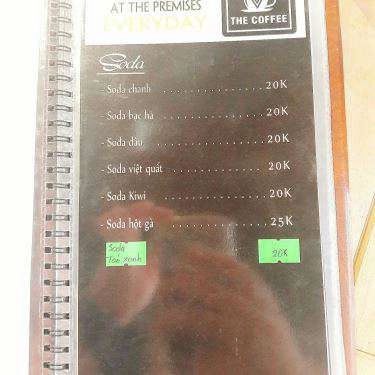 AT THE PREMISES
EVERYDAY
THE COFFEE
Soda
- Soda chanh . . . . . . . . . . . . . . . 20K
- Soda bạc hà . . . . . . . . . . . . . . 20K
- Soda dâu . . . . . . . . . . . . . . . . 20K
- Soda việt quất . . . . . . . . . . . . 20K
- Soda Kiwi . . . . . . . . . . . . . . . 20K
- Soda hột gà . . . . . . . . . . . . . 25K
Soda
Táo xanh 20K